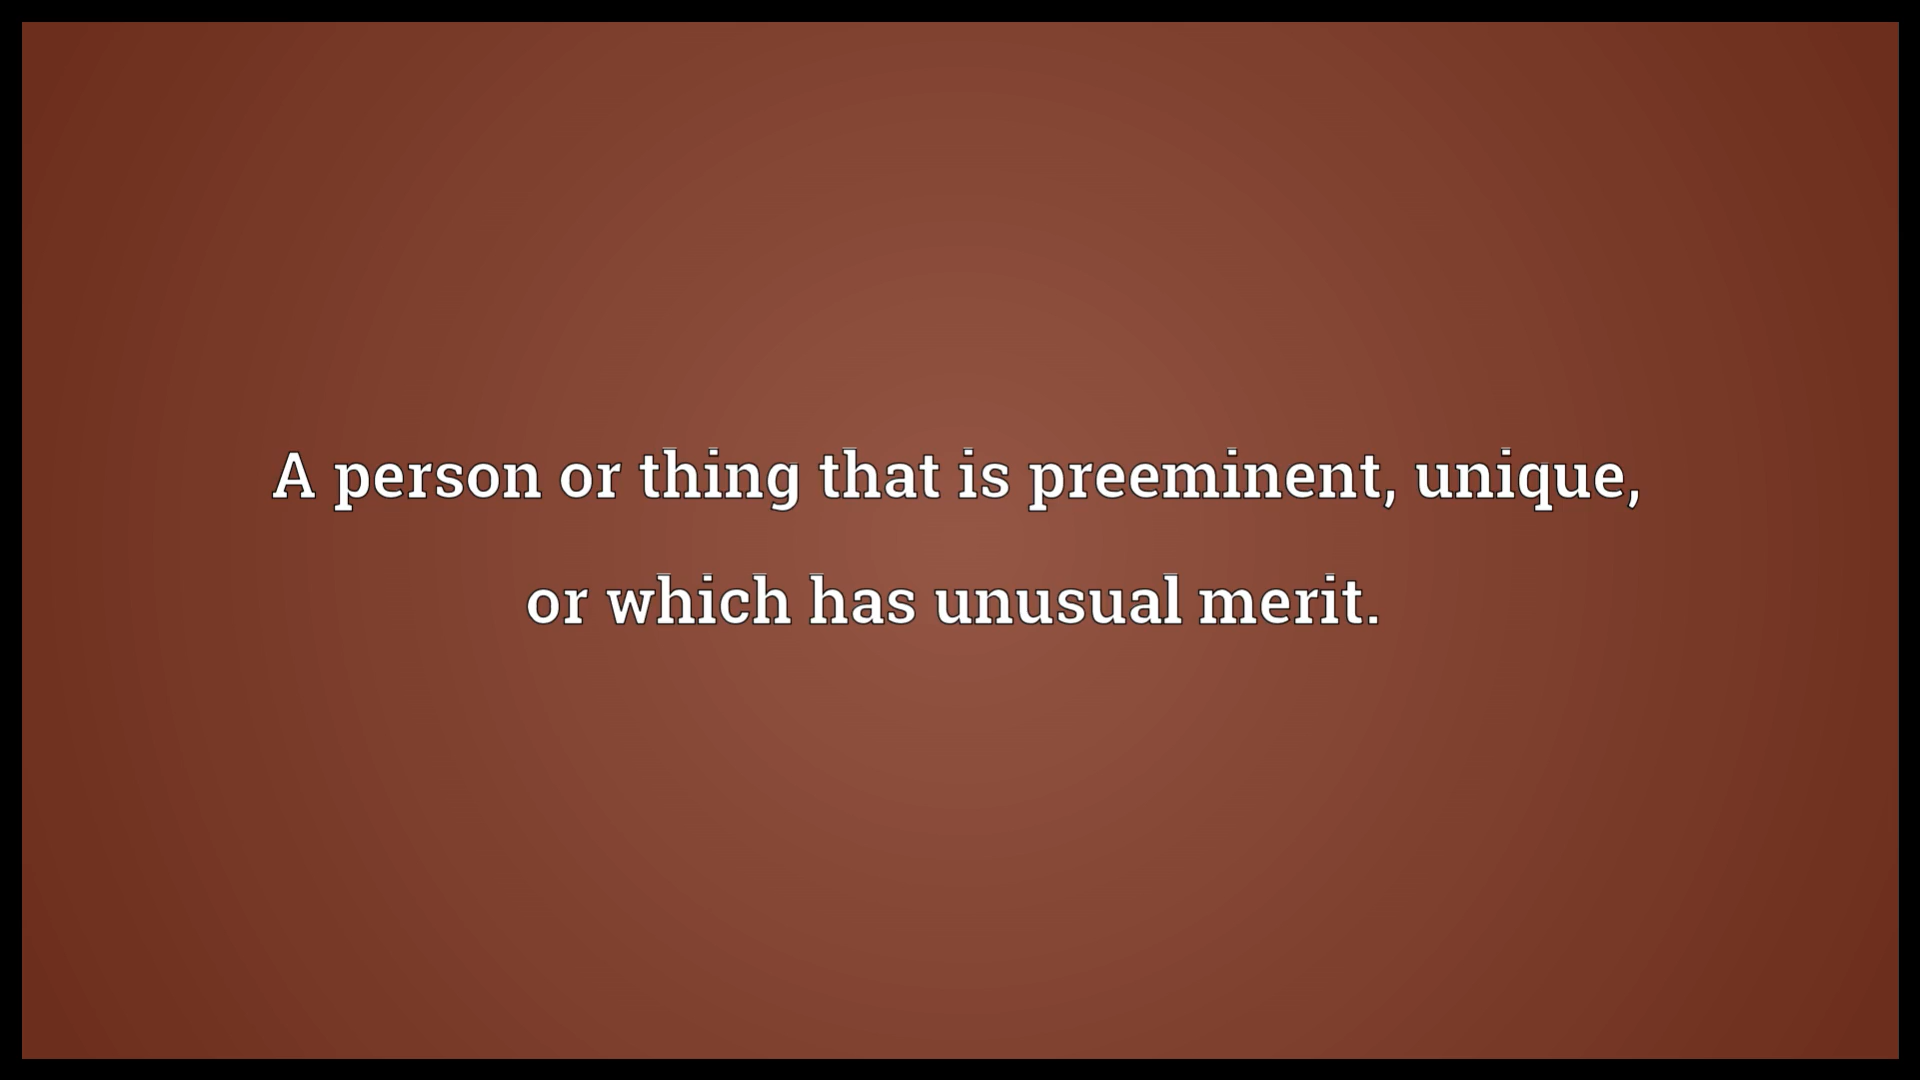 A person or thing that is preeminent, unique,
or which has unusual merit.